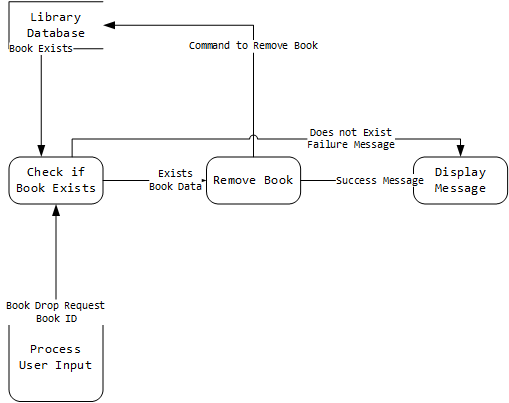 Library
Database
Book Exists
Command to Remove Book
Does not Exist
Failure Message
Check if
Book Exists
Exists
Book Data
Remove Book
Success Message
Display
Message
Book Drop Request
Book ID
Process
User Input